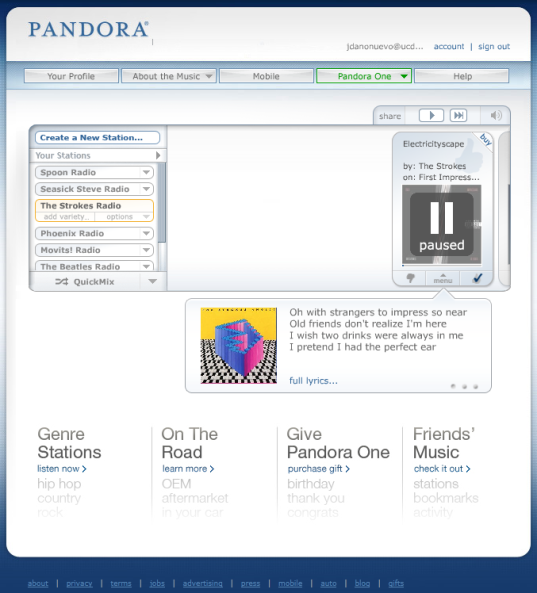 PANDORA®
jdanonuevo@ucd... account | sign out
Your Profile About the Music Mobile Pandora One Help
share
Create a New Station...
Your Stations
Spoon Radio
Seasick Steve Radio
The Strokes Radio
add variety.. options
Phoenix Radio
Movits! Radio
The Beatles Radio
QuickMix
buy
Electricityscape
by: The Strokes
on: First Impress...
paused
menu
Oh with strangers to impress so near
Old friends don't realize I'm here
I wish two drinks were always in me
I pretend I had the perfect ear
full lyrics...
Genre
Stations
listen now
hip hop
country
rock
On The
Road
learn more
OEM
aftermarket
in your car
Give
Pandora One
purchase gift
birthday
thank you
congrats
Friends'
Music
check it out
stations
bookmarks
activity
about | privacy | terms | jobs | advertising | press | mobile | auto | blog | gifts